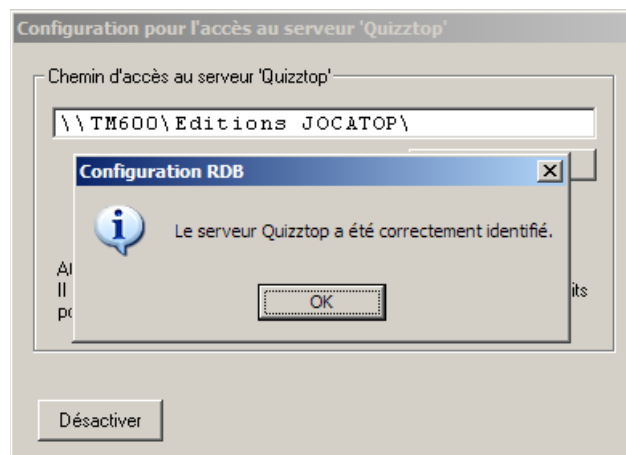 Configuration pour l'accès au serveur 'Quizztop'
Chemin d'accès au serveur 'Quizztop'
\\TM600\Editions JOCATOP\
Configuration RDB
Le serveur Quizztop a été correctement identifié.
OK
Il
Désactiver